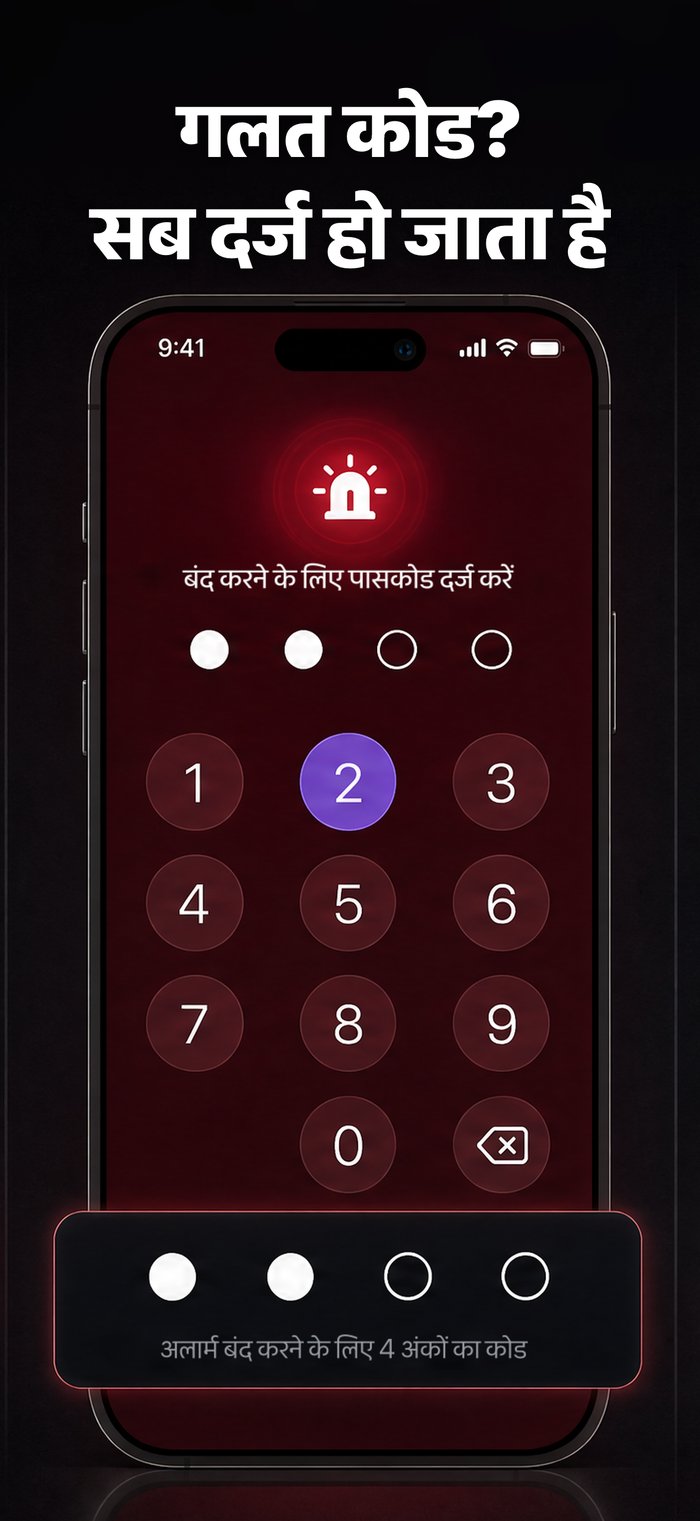 गलत कोड?
सब दर्ज हो जाता है
9:41
बंद करने के लिए पासकोड दर्ज करें
1 2 3
4 5 6
7 8 9
0
अलार्म बंद करने के लिए 4 अंकों का कोड